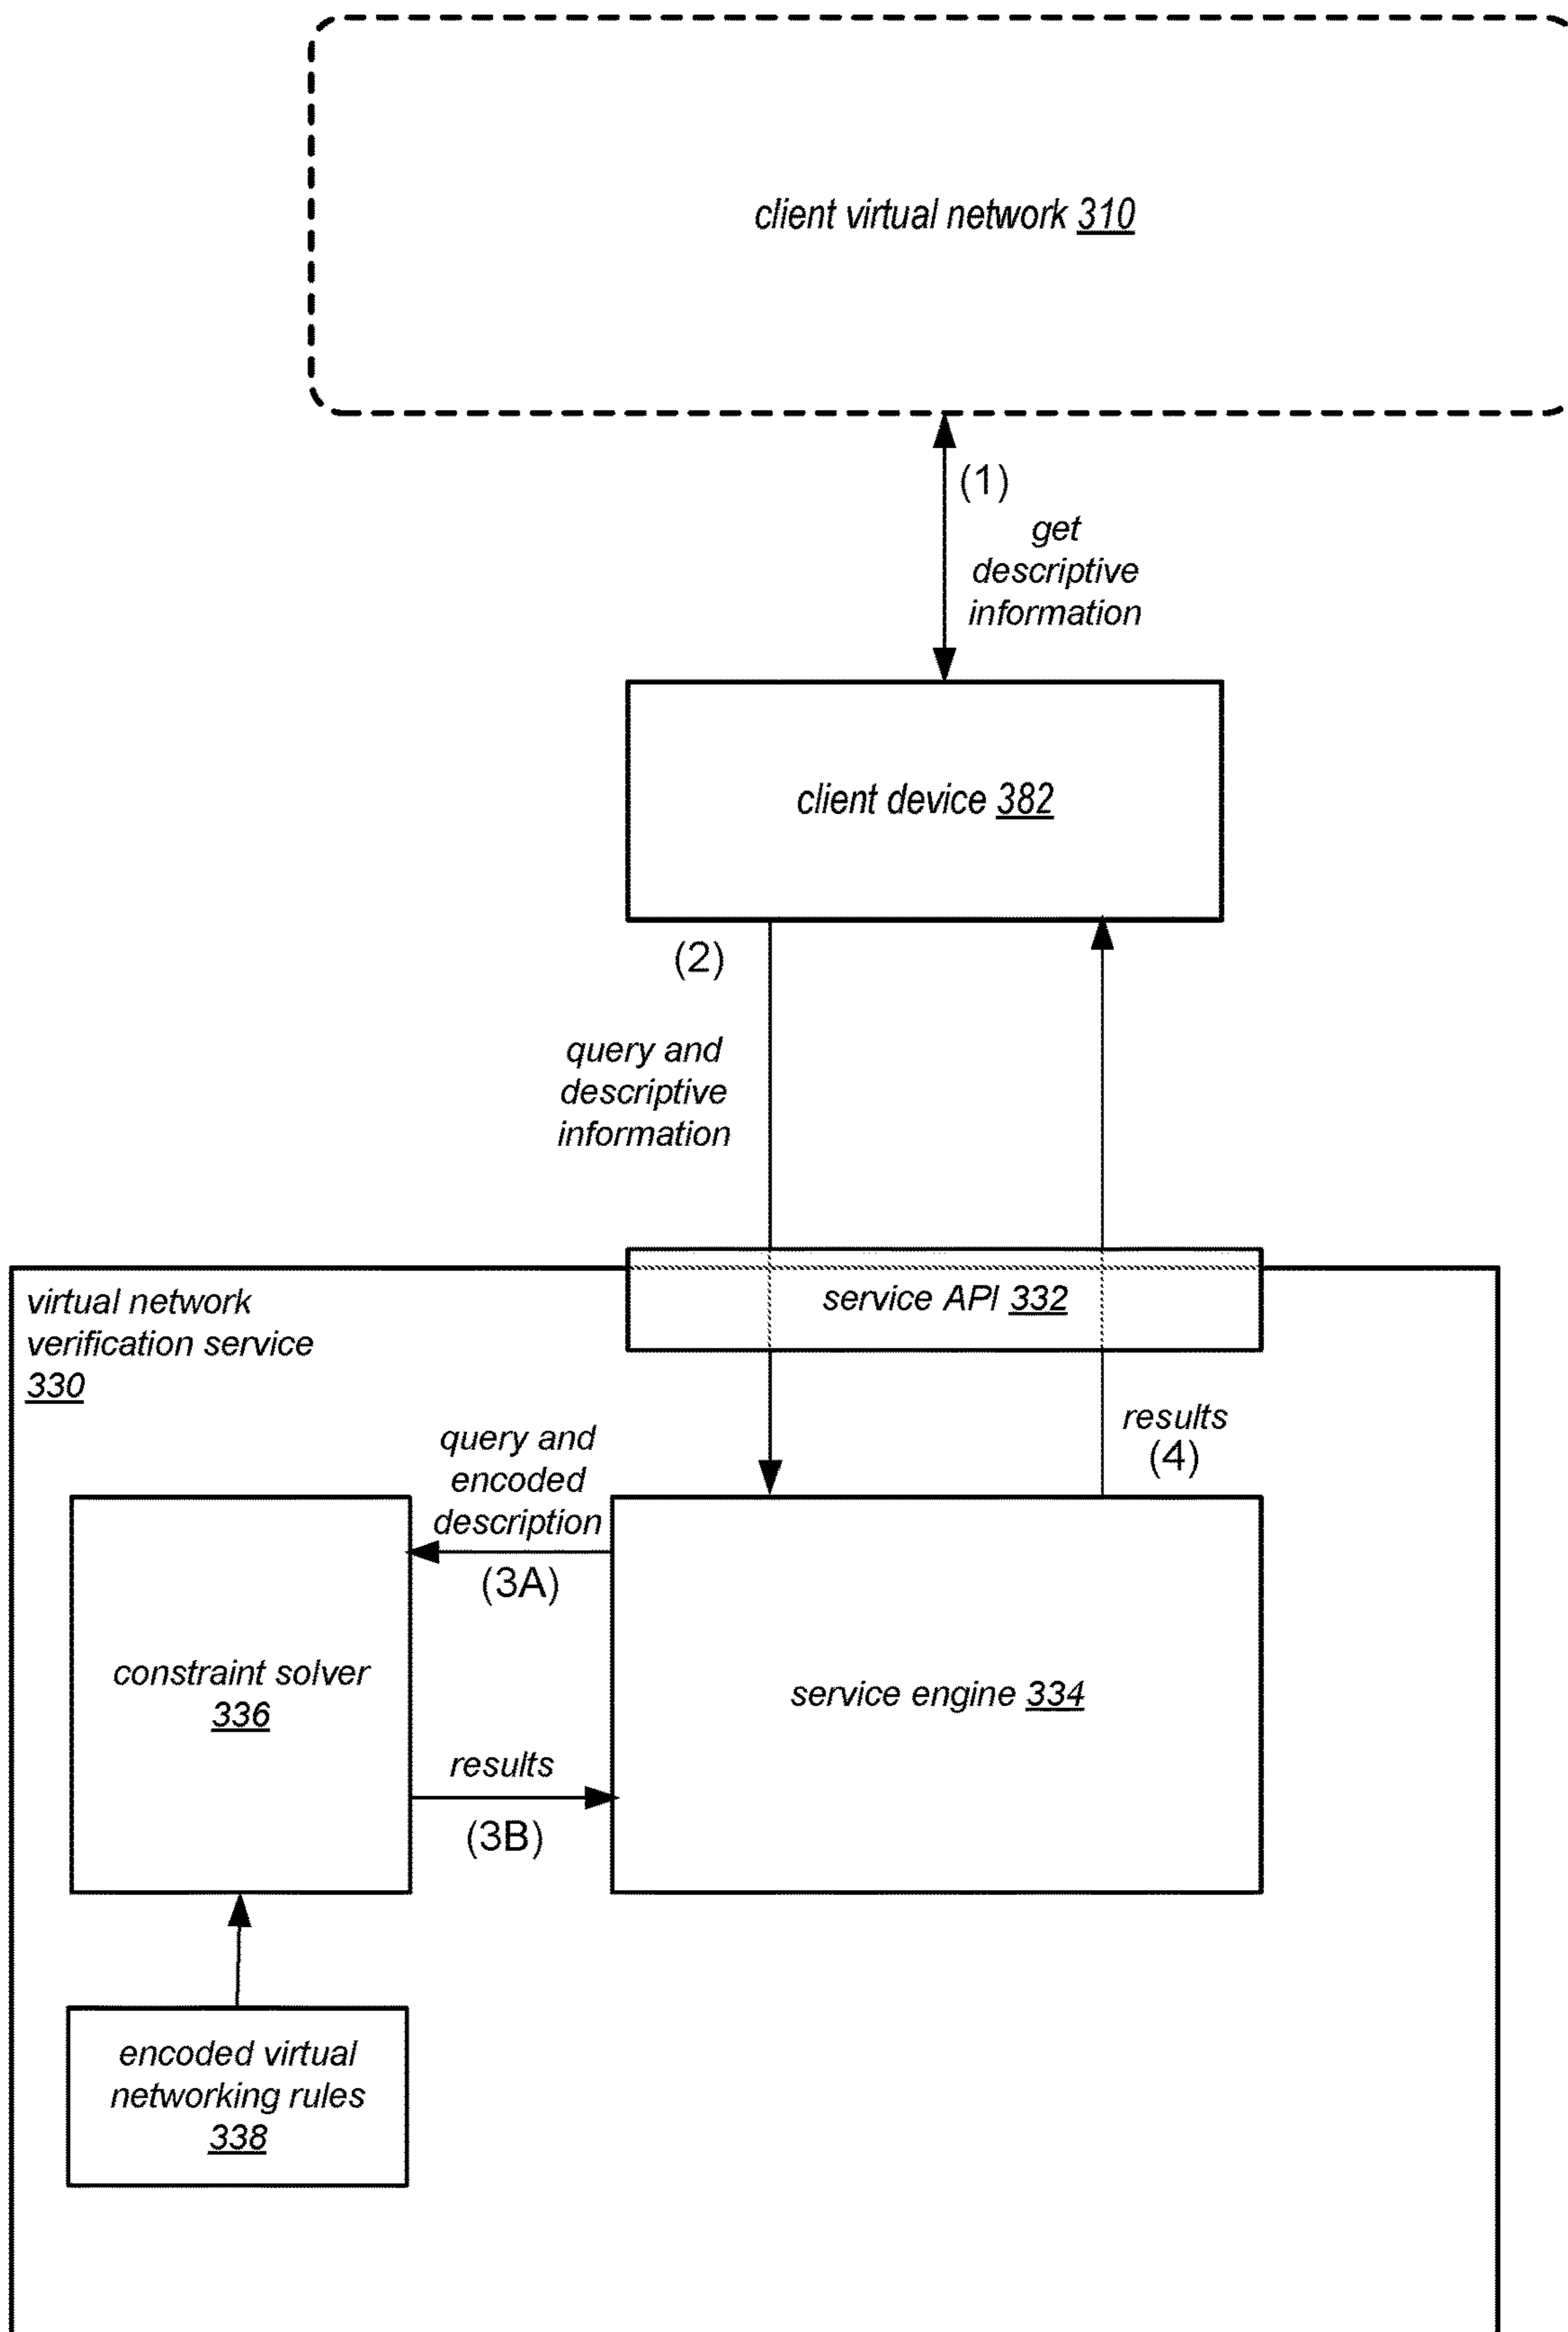 client virtual network 310
(1)
get
descriptive
information
client device 382
(2)
query and
descriptive
information
service API 332
virtual network
verification service
330
results
(4)
query and
encoded
description
(3A)
constraint solver
336
service engine 334
results
(3B)
encoded virtual
networking rules
338